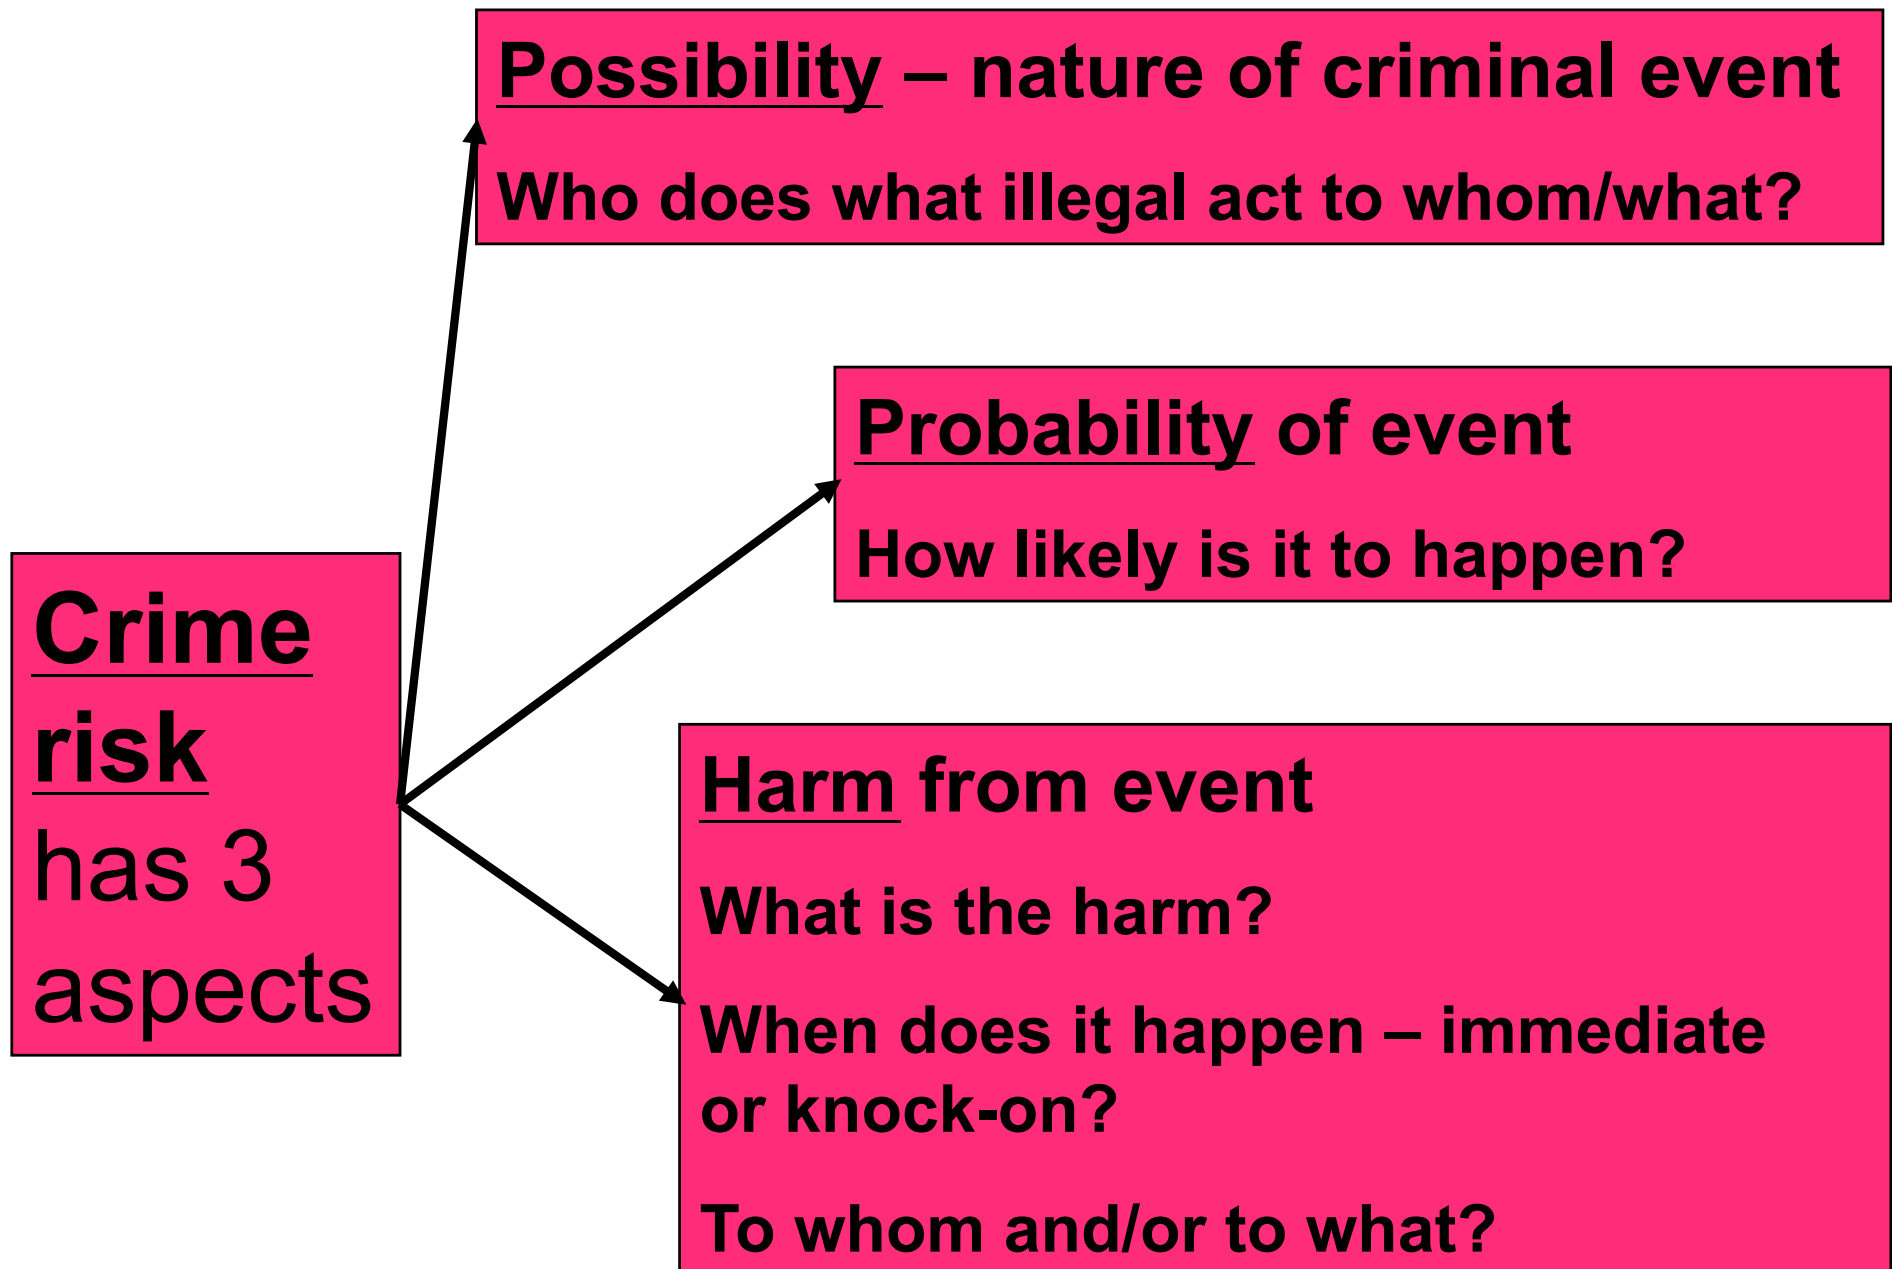 Possibility – nature of criminal event
Who does what illegal act to whom/what?
Probability of event
How likely is it to happen?
Crime
risk
has 3
aspects
Harm from event
What is the harm?
When does it happen – immediate
or knock-on?
To whom and/or to what?